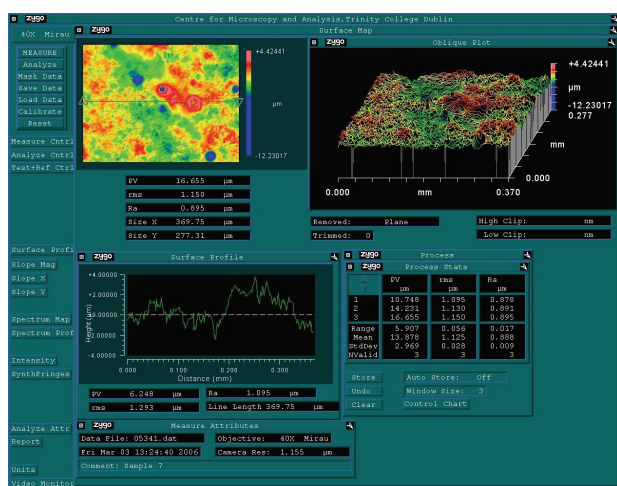 zygo Centre for Microscopy and Analysis,Trinity College Dublin
40X Mirau
MEASURE
Analyze
Mask Data
Save Data
Load Data
Calibrate
Reset
Measure Cntrl
Analyze Cntrl
Test+Ref Ctrl
Surface Profi
Slope Mag
Slope X
Slope Y
Spectrum Map
Spectrum Prof
Intensity
SynthFringes
Analyze Attr
Report
Units
Video Monitor
zygo Surface Map
+4.42441
µm
-12.23017
PV 16.655 µm
rms 1.150 µm
Ra 0.895 µm
Size X 369.75 µm
Size Y 277.31 µm
zygo Oblique Plot
+4.42441
µm
-12.23017
0.277
mm
0.000
0.000 mm 0.370
Removed: Plane
Trimmed: 0
High Clip: nm
Low Clip: nm
zygo Surface Profile
+4.00000
+2.00000
0.00000
-2.00000
-4.00000
Height (µm)
0.000 0.100 0.200 0.300
Distance (mm)
PV 6.248 µm
Ra 1.095 µm
rms 1.293 µm
Line Length 369.75 µm
zygo Process
zygo Process Stats
PV rms Ra
µm µm µm
1 10.748 1.095 0.878
2 14.231 1.130 0.891
3 16.655 1.150 0.895
Range 5.907 0.056 0.017
Mean 13.878 1.125 0.888
StdDev 2.969 0.028 0.009
NValid 3 3 3
Store Auto Store: Off
Undo Window Size: 3
Clear Control Chart
zygo Measure Attributes
Data File: 05341.dat
Objective: 40X Mirau
Fri Mar 03 13:24:40 2006
Camera Res: 1.155 µm
Comment: Sample 7